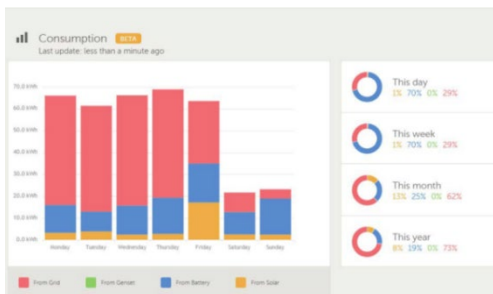 Consumption BETA
Last update: less than a minute ago
70.0 kWh
60.0 kWh
50.0 kWh
40.0 kWh
30.0 kWh
20.0 kWh
10.0 kWh
0.0 kWh
Monday Tuesday Wednesday Thursday Friday Saturday Sunday
From Grid From Genset From Battery From Solar
This day
1% 70% 0% 29%
This week
1% 70% 0% 29%
This month
13% 25% 0% 62%
This year
8% 19% 0% 73%